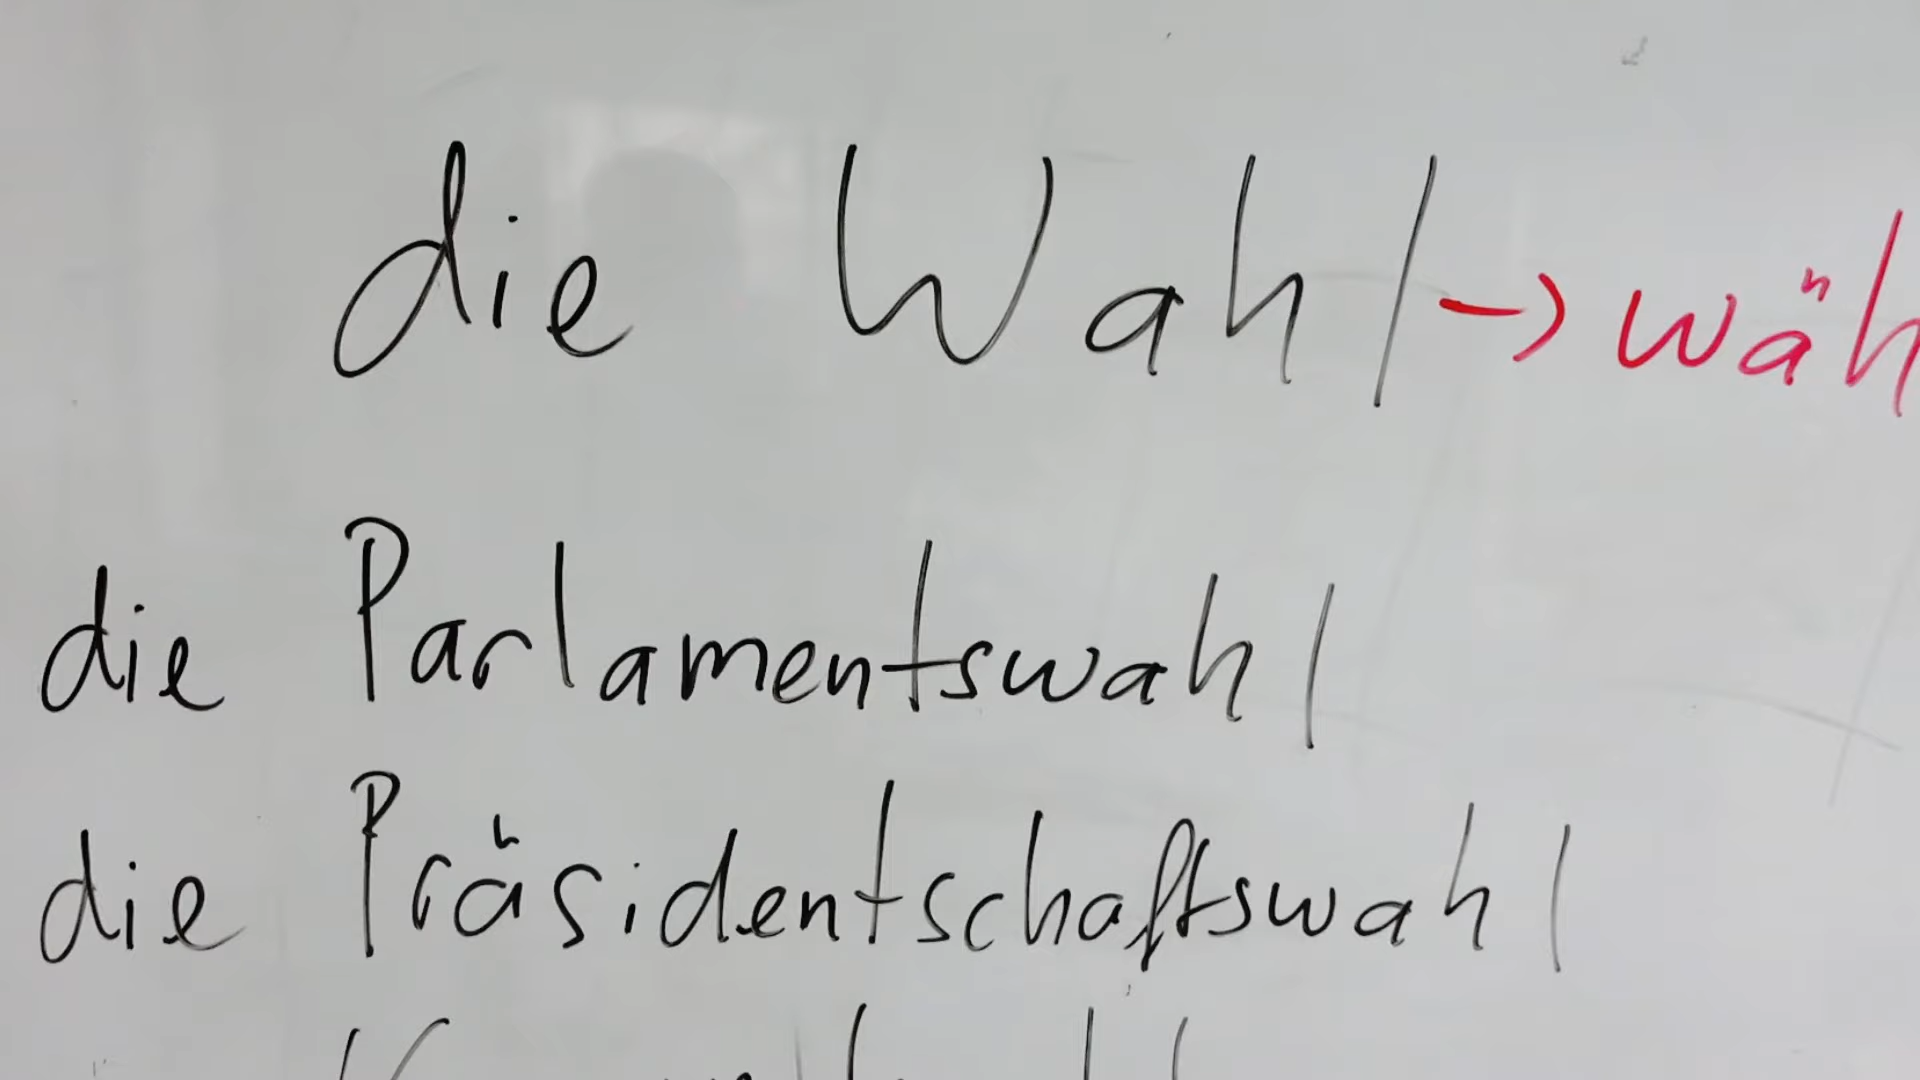 die Wahl → wäh
die Parlamentswahl
die Präsidentschaftswahl